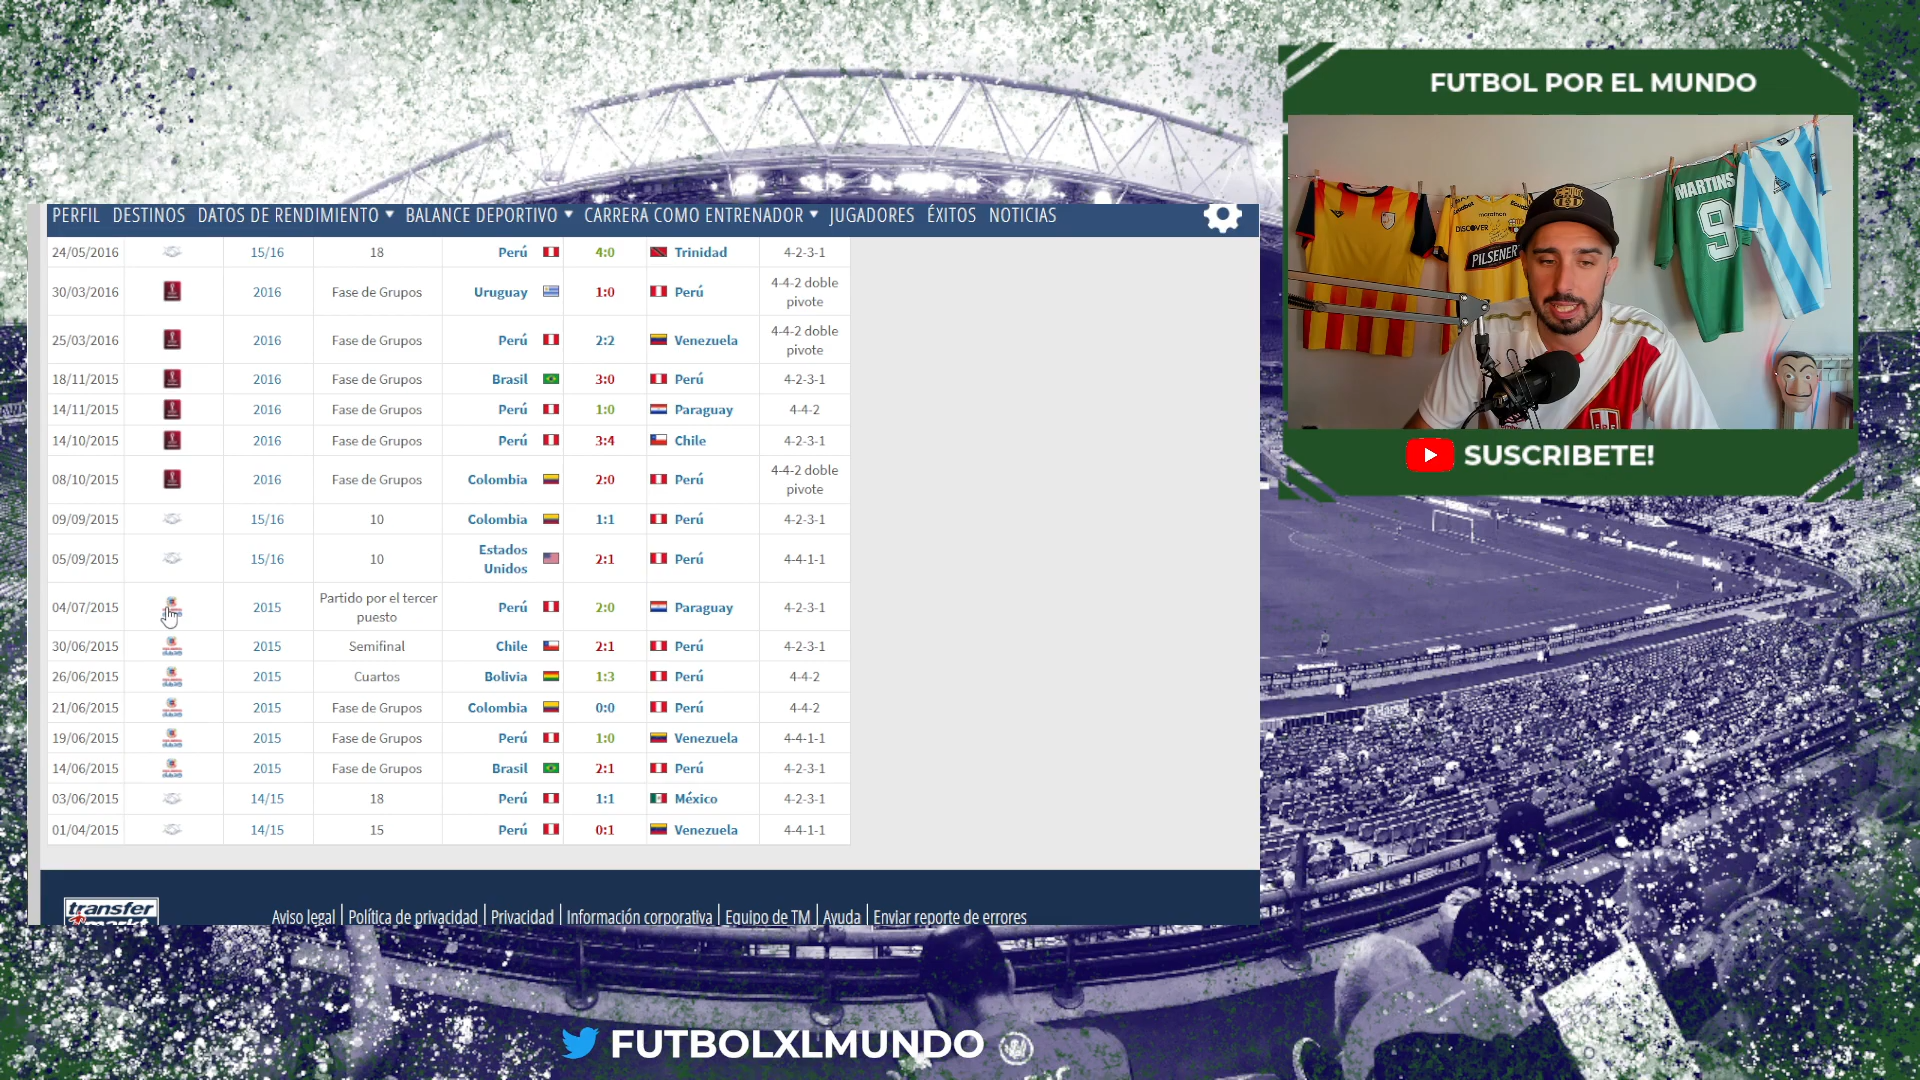 FUTBOL POR EL MUNDO
MARTINS
9
marathon
DISCOVER
PILSENER
SUSCRIBETE!
PERFIL DESTINOS DATOS DE RENDIMIENTO BALANCE DEPORTIVO CARRERA COMO ENTRENADOR JUGADORES ÉXITOS NOTICIAS
24/05/2016 15/16 18 Perú 4:0 Trinidad 4-2-3-1
30/03/2016 2016 Fase de Grupos Uruguay 1:0 Perú 4-4-2 doble pivote
25/03/2016 2016 Fase de Grupos Perú 2:2 Venezuela 4-4-2 doble pivote
18/11/2015 2016 Fase de Grupos Brasil 3:0 Perú 4-2-3-1
14/11/2015 2016 Fase de Grupos Perú 1:0 Paraguay 4-4-2
14/10/2015 2016 Fase de Grupos Perú 3:4 Chile 4-2-3-1
08/10/2015 2016 Fase de Grupos Colombia 2:0 Perú 4-4-2 doble pivote
09/09/2015 15/16 10 Colombia 1:1 Perú 4-2-3-1
05/09/2015 15/16 10 Estados Unidos 2:1 Perú 4-4-1-1
04/07/2015 2015 Partido por el tercer puesto Perú 2:0 Paraguay 4-2-3-1
30/06/2015 2015 Semifinal Chile 2:1 Perú 4-2-3-1
26/06/2015 2015 Cuartos Bolivia 1:3 Perú 4-4-2
21/06/2015 2015 Fase de Grupos Colombia 0:0 Perú 4-4-2
19/06/2015 2015 Fase de Grupos Perú 1:0 Venezuela 4-4-1-1
14/06/2015 2015 Fase de Grupos Brasil 2:1 Perú 4-2-3-1
03/06/2015 14/15 18 Perú 1:1 México 4-2-3-1
01/04/2015 14/15 15 Perú 0:1 Venezuela 4-4-1-1
transfer
Aviso legal | Política de privacidad | Privacidad | Información corporativa | Equipo de TM | Ayuda | Enviar reporte de errores
FUTBOLXLMUNDO